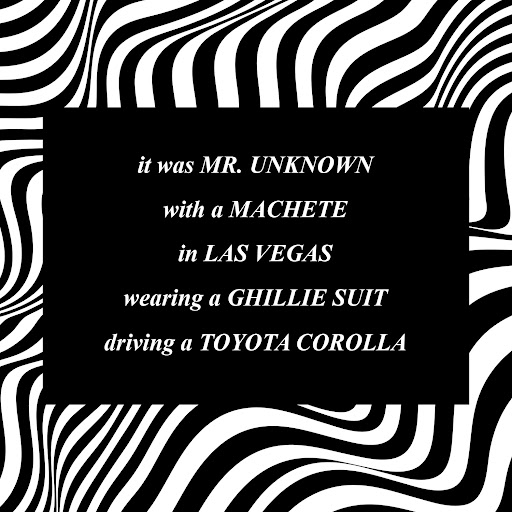 it was MR. UNKNOWN
with a MACHETE
in LAS VEGAS
wearing a GHILLIE SUIT
driving a TOYOTA COROLLA